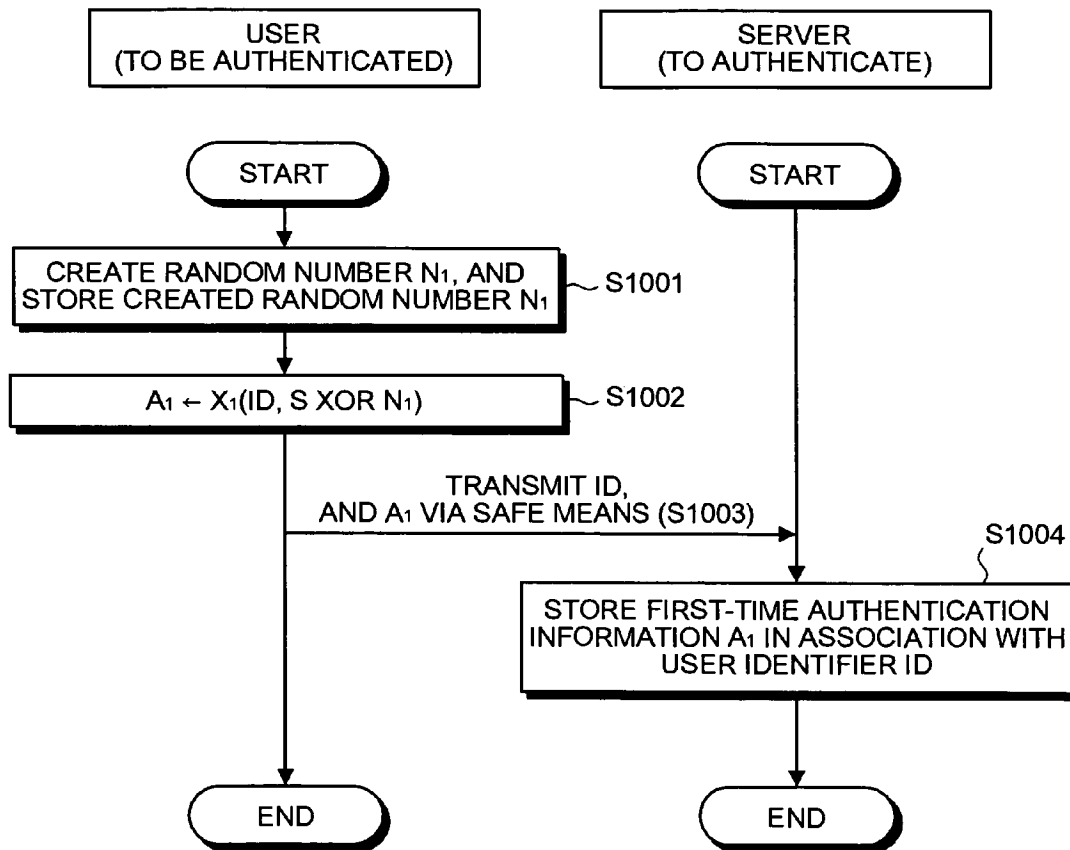 USER
(TO BE AUTHENTICATED)
SERVER
(TO AUTHENTICATE)
START
START
CREATE RANDOM NUMBER N₁, AND
STORE CREATED RANDOM NUMBER N₁
S1001
A₁ ← X₁(ID, S XOR N₁)
S1002
TRANSMIT ID,
AND A₁ VIA SAFE MEANS (S1003)
S1004
STORE FIRST-TIME AUTHENTICATION
INFORMATION A₁ IN ASSOCIATION WITH
USER IDENTIFIER ID
END
END